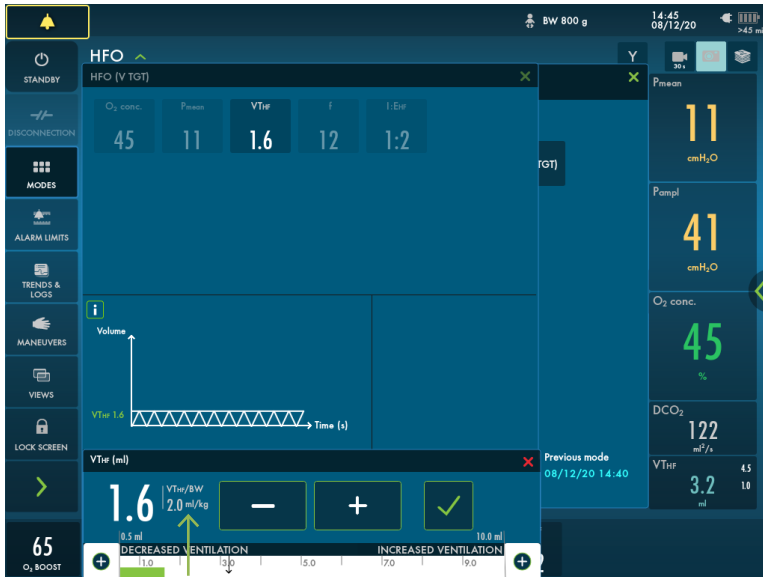 BW 800 g
14:45
08/12/20
>45 mi
STANDBY
DISCONNECTION
MODES
ALARM LIMITS
TRENDS &
LOGS
MANEUVERS
VIEWS
LOCK SCREEN
65
O₂ BOOST
HFO
Y
30 s
HFO (V TGT)
O₂ conc. Pmean VTHF f I:EHF
45 11 1.6 12 1:2
TGT)
i
Volume
VTHF 1.6
Time (s)
Previous mode
08/12/20 14:40
VTHF (ml)
1.6
VTHF/BW
2.0 ml/kg
0.5 ml 10.0 ml
DECREASED VENTILATION INCREASED VENTILATION
1.0 3.0 5.0 7.0 9.0
Pmean
11
cmH₂O
Pampl
41
cmH₂O
O₂ conc.
45
%
DCO₂
122
ml²/s
VTHF
4.5
3.2
1.0
ml